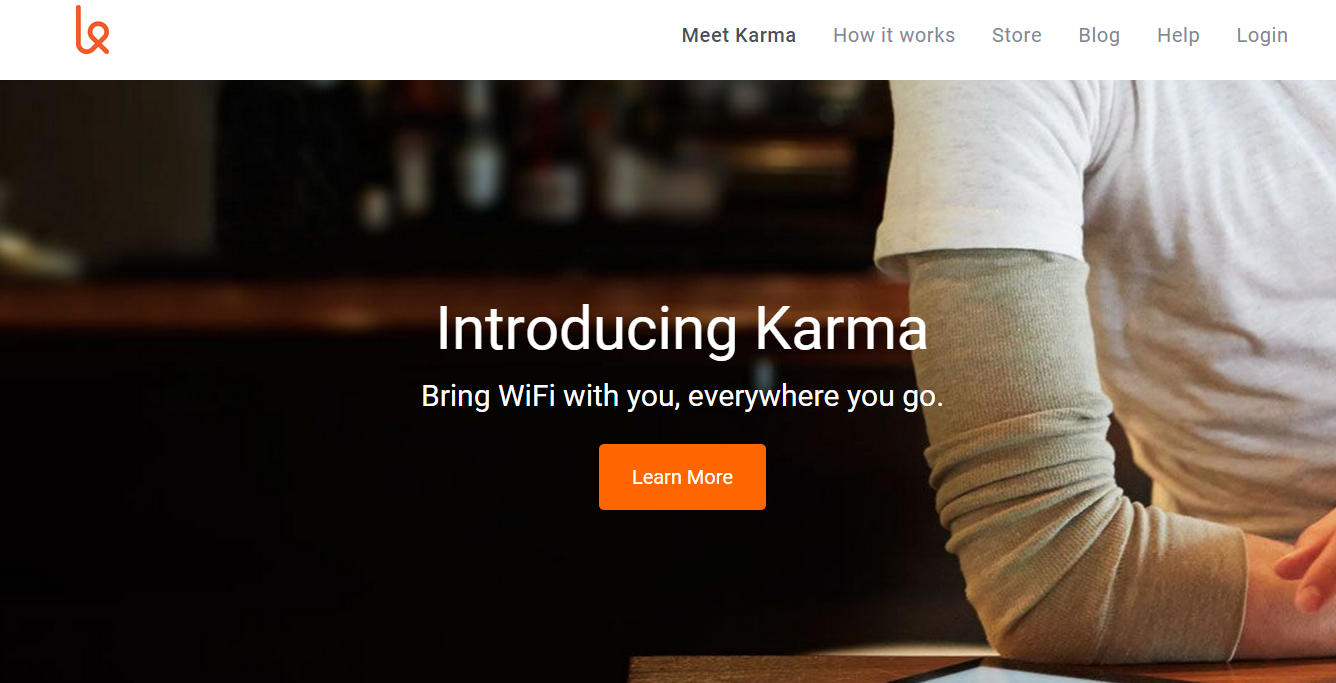 Meet Karma How it works Store Blog Help Login
Introducing Karma
Bring WiFi with you, everywhere you go.
Learn More